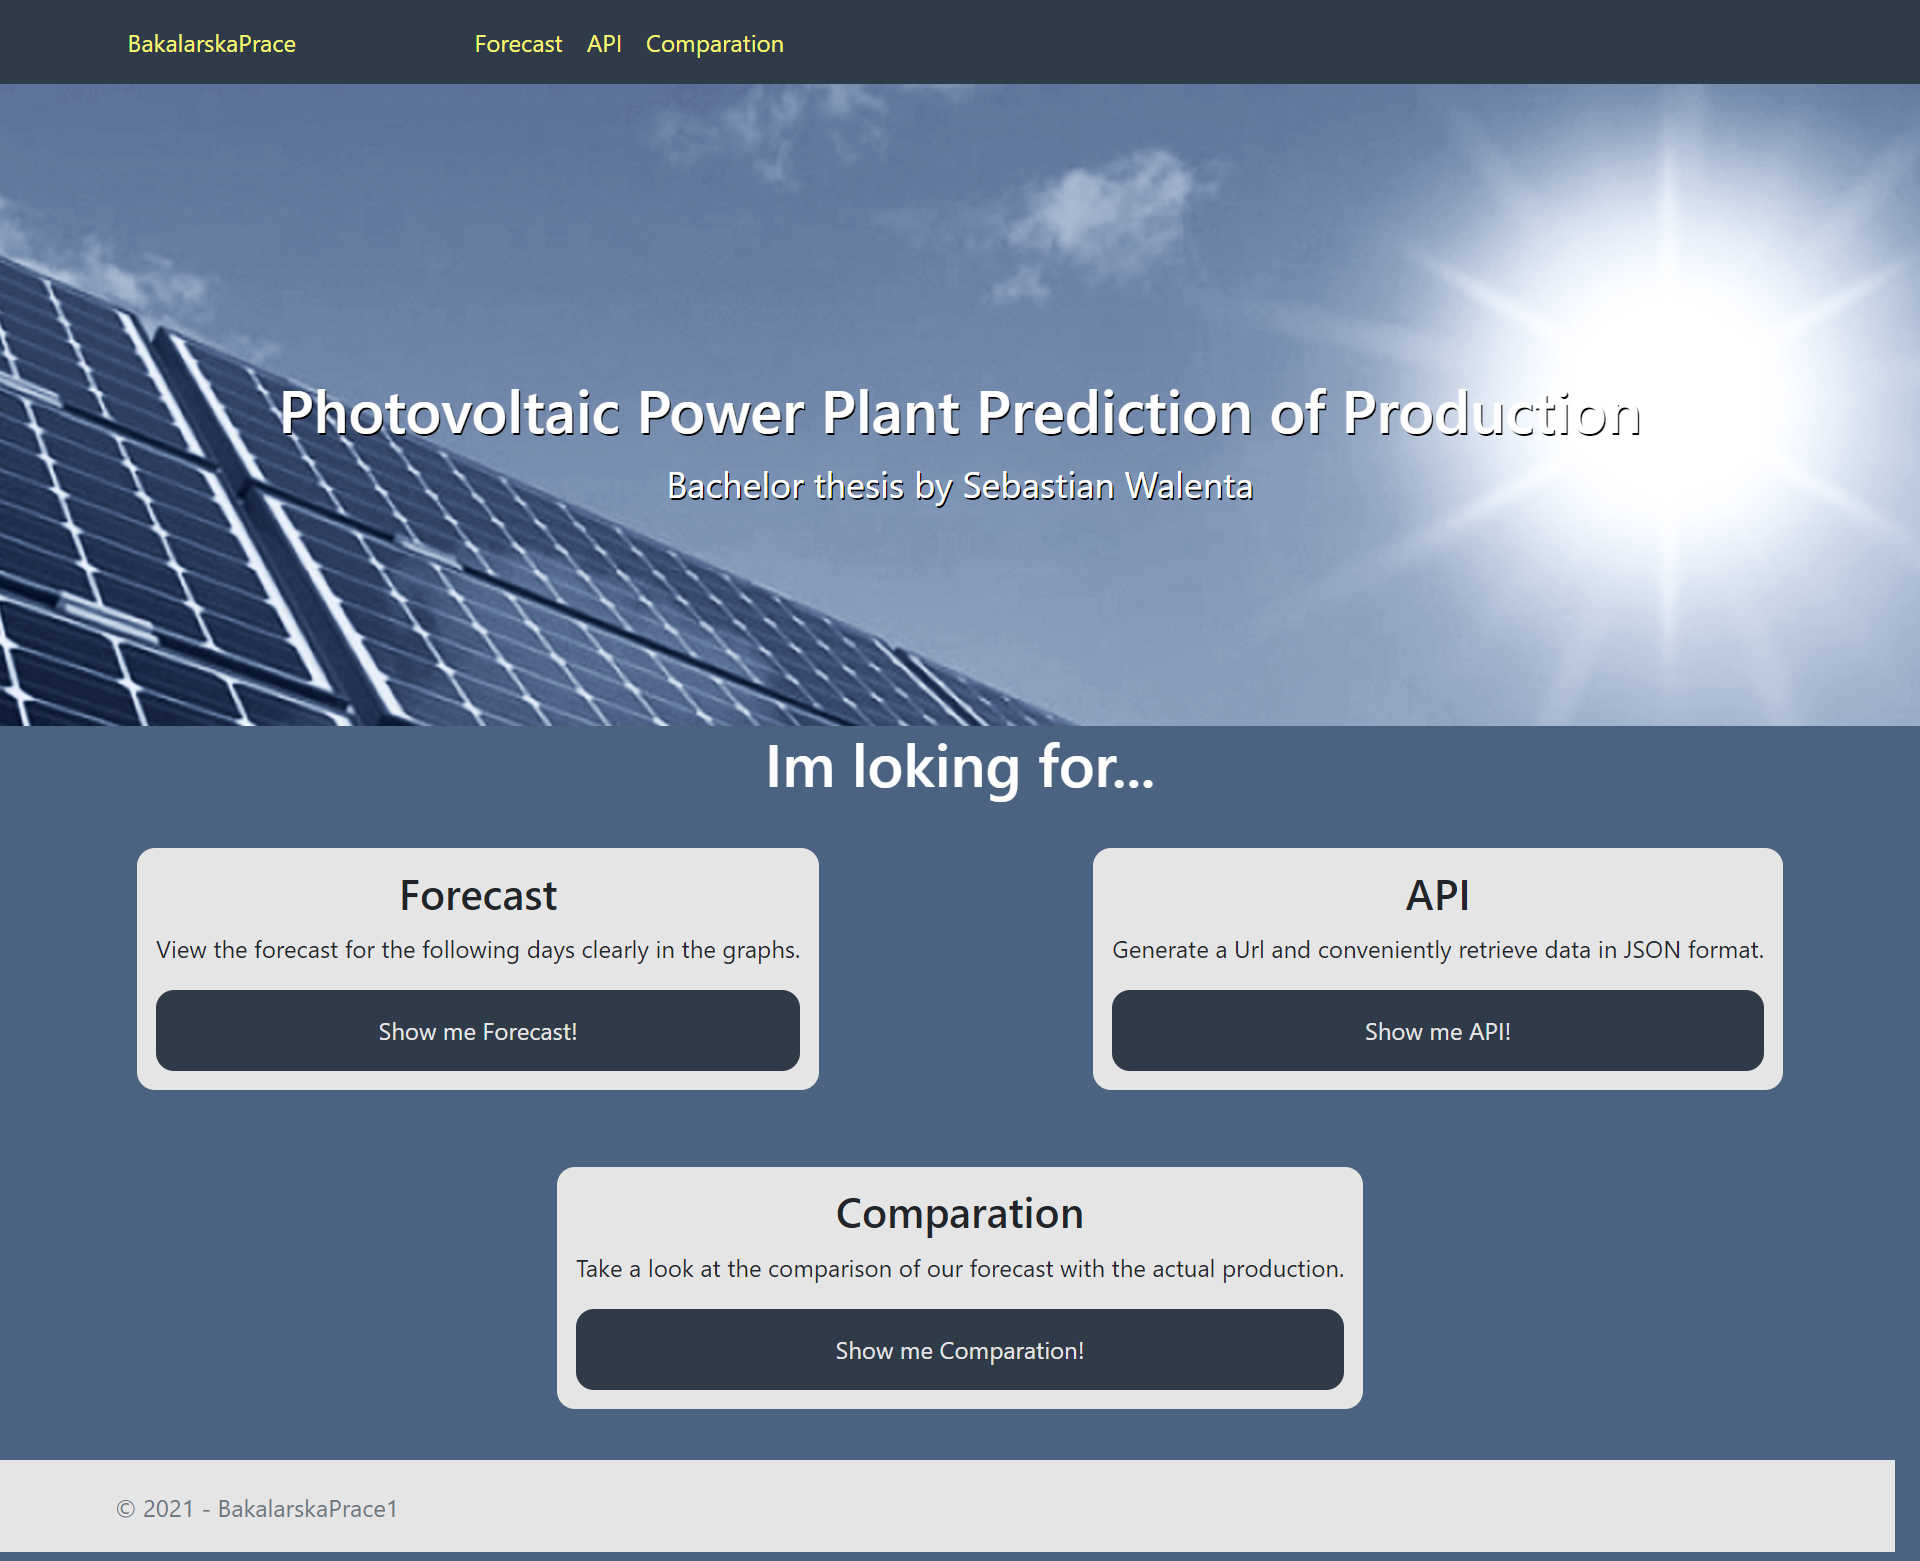 BakalarskaPrace Forecast API Comparation
Photovoltaic Power Plant Prediction of Production
Bachelor thesis by Sebastian Walenta
Im loking for...
Forecast
View the forecast for the following days clearly in the graphs.
Show me Forecast!
API
Generate a Url and conveniently retrieve data in JSON format.
Show me API!
Comparation
Take a look at the comparison of our forecast with the actual production.
Show me Comparation!
© 2021 - BakalarskaPrace1